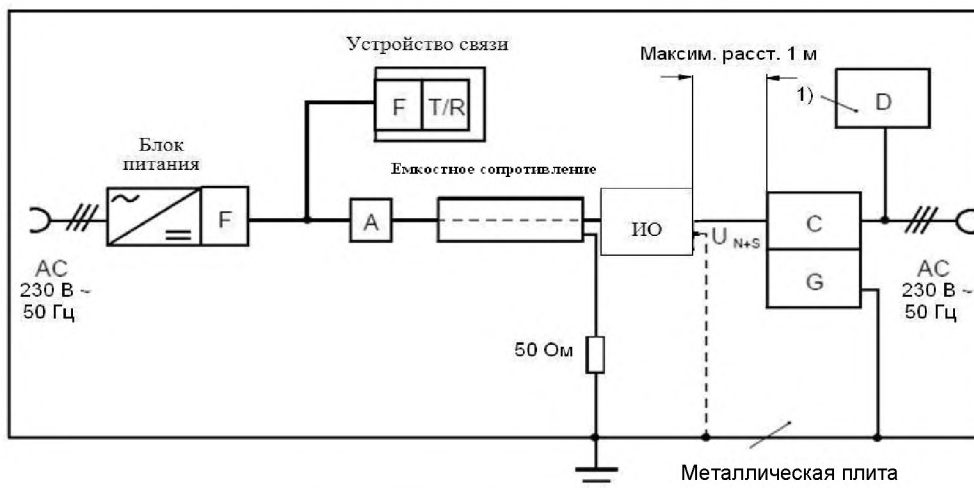 Устройство связи
F
T/R
Максим. расст. 1 м
1)
D
Блок
питания
Емкостное сопротивление
F
A
ИО
U N+S
C
G
AC
230 В ~
50 Гц
AC
230 В ~
50 Гц
50 Ом
Металлическая плита